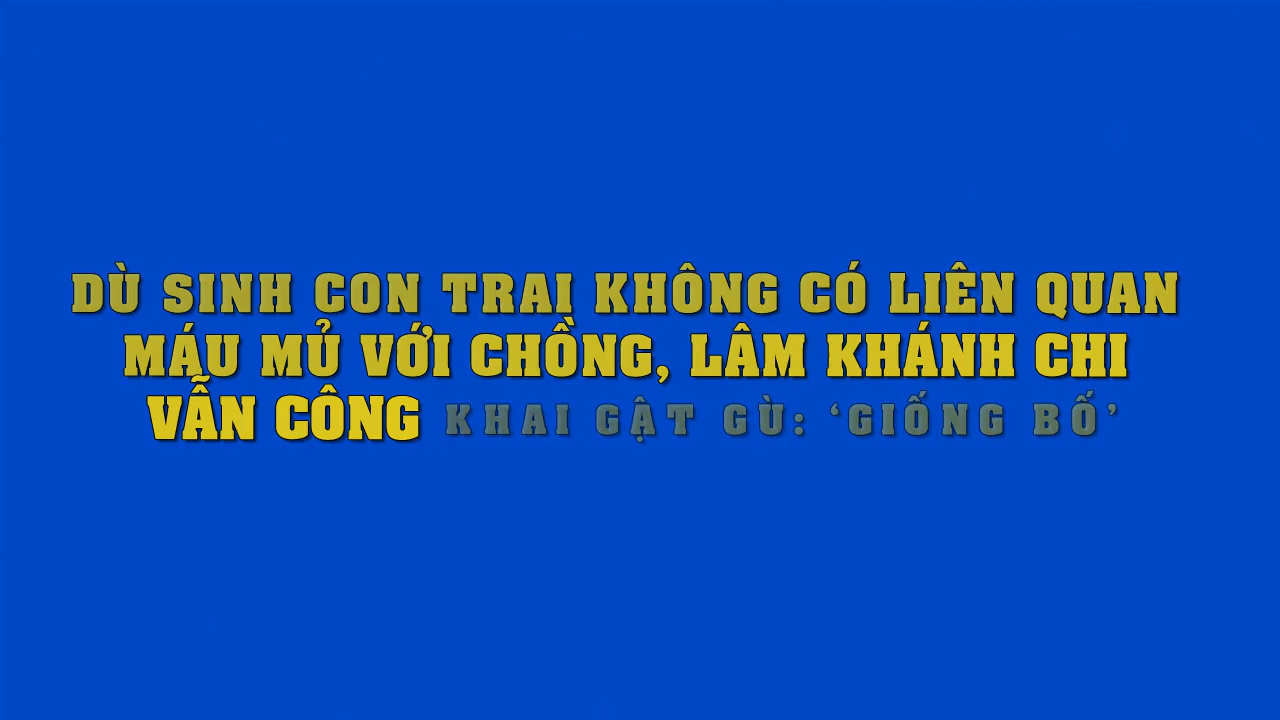 DÙ SINH CON TRAI KHÔNG CÓ LIÊN QUAN
MÁU MỦ VỚI CHỒNG, LÂM KHÁNH CHI
VẪN CÔNG KHAI GẬT GÙ: ‘GIỐNG BỐ’